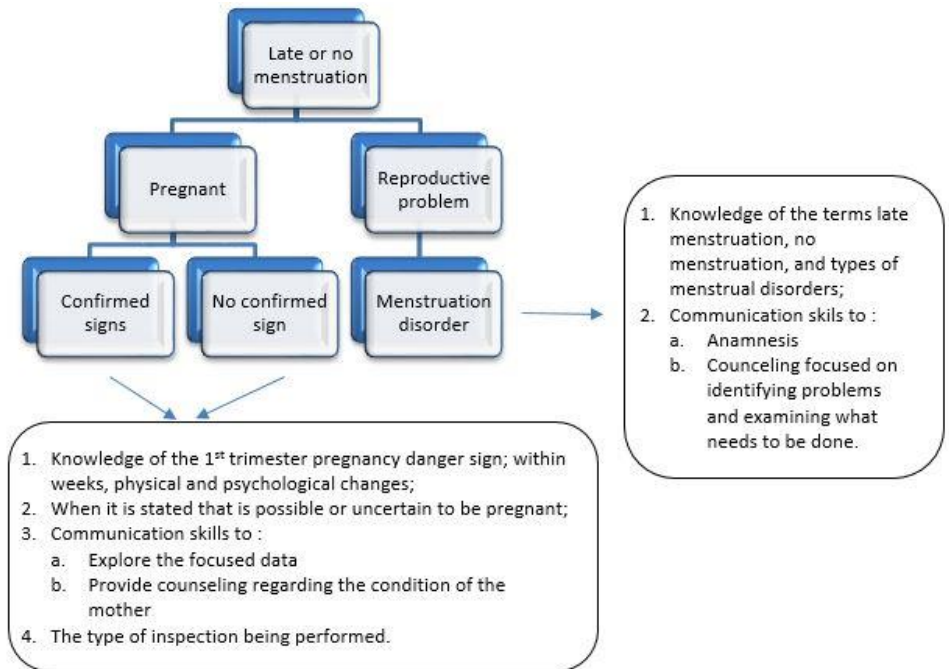 Late or no
menstruation
Pregnant
Reproductive
problem
Confirmed
signs
No confirmed
sign
Menstruation
disorder
1. Knowledge of the terms late
menstruation, no
menstruation, and types of
menstrual disorders;
2. Communication skils to :
a. Anamnesis
b. Counceling focused on
identifying problems
and examining what
needs to be done.
1. Knowledge of the 1st trimester pregnancy danger sign; within
weeks, physical and psychological changes;
2. When it is stated that is possible or uncertain to be pregnant;
3. Communication skills to :
a. Explore the focused data
b. Provide counseling regarding the condition of the
mother
4. The type of inspection being performed.